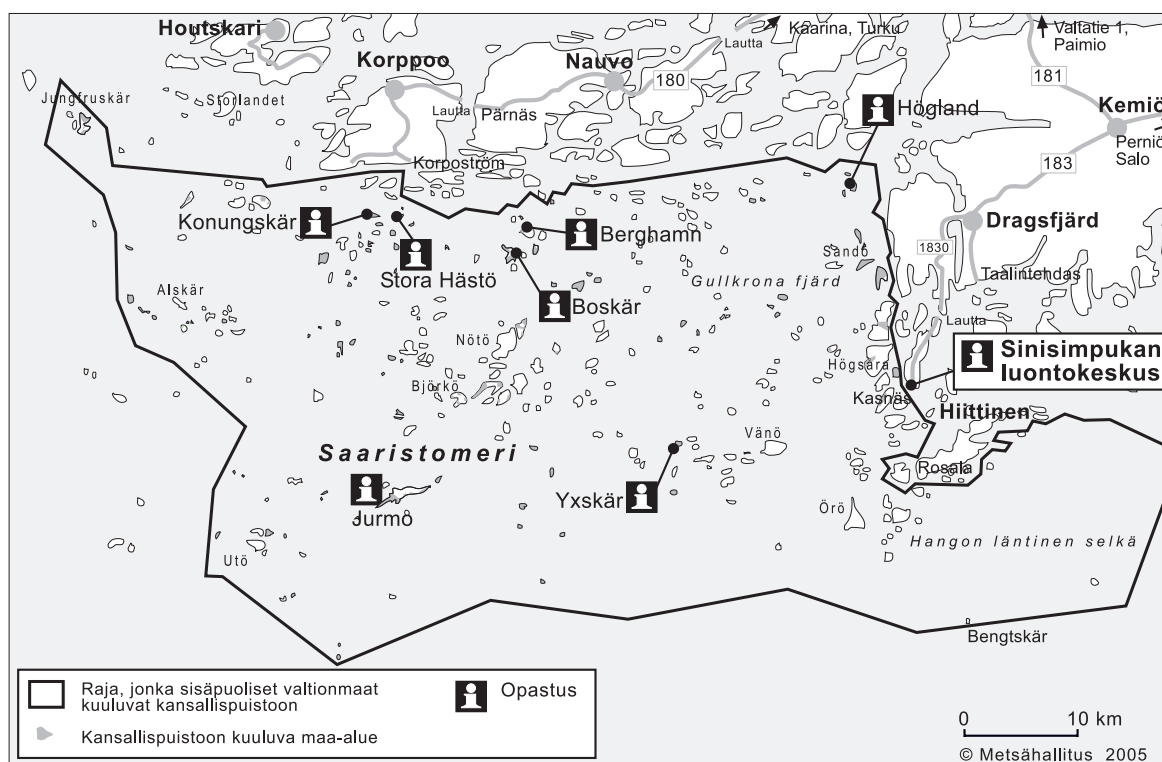 Houtskari
Korppoo
Nauvo
Lautta
Kaarina, Turku
Valtatie 1,
Paimio
180
181
Jungfruskär
Storlandet
Lautta
Pärnäs
Högland
Kemiö
Perniö
Salo
Korpoström
183
Konungskär
Stora Hästö
Berghamn
Boskär
Gullkrona fjärd
Sandö
Dragsfjärd
1830
Taalintehdas
Alskär
Nötö
Lautta
Björkö
Högsåra
Sinisimpukan
luontokeskus
Kasnäs
Hiittinen
Saaristomeri
Vänö
Rosala
Jurmo
Yxskär
Örö
Utö
Hangon läntinen selkä
Bengtskär
Raja, jonka sisäpuoliset valtionmaat
kuuluvat kansallispuistoon
Opastus
Kansallispuistoon kuuluva maa-alue
0 10 km
© Metsähallitus 2005